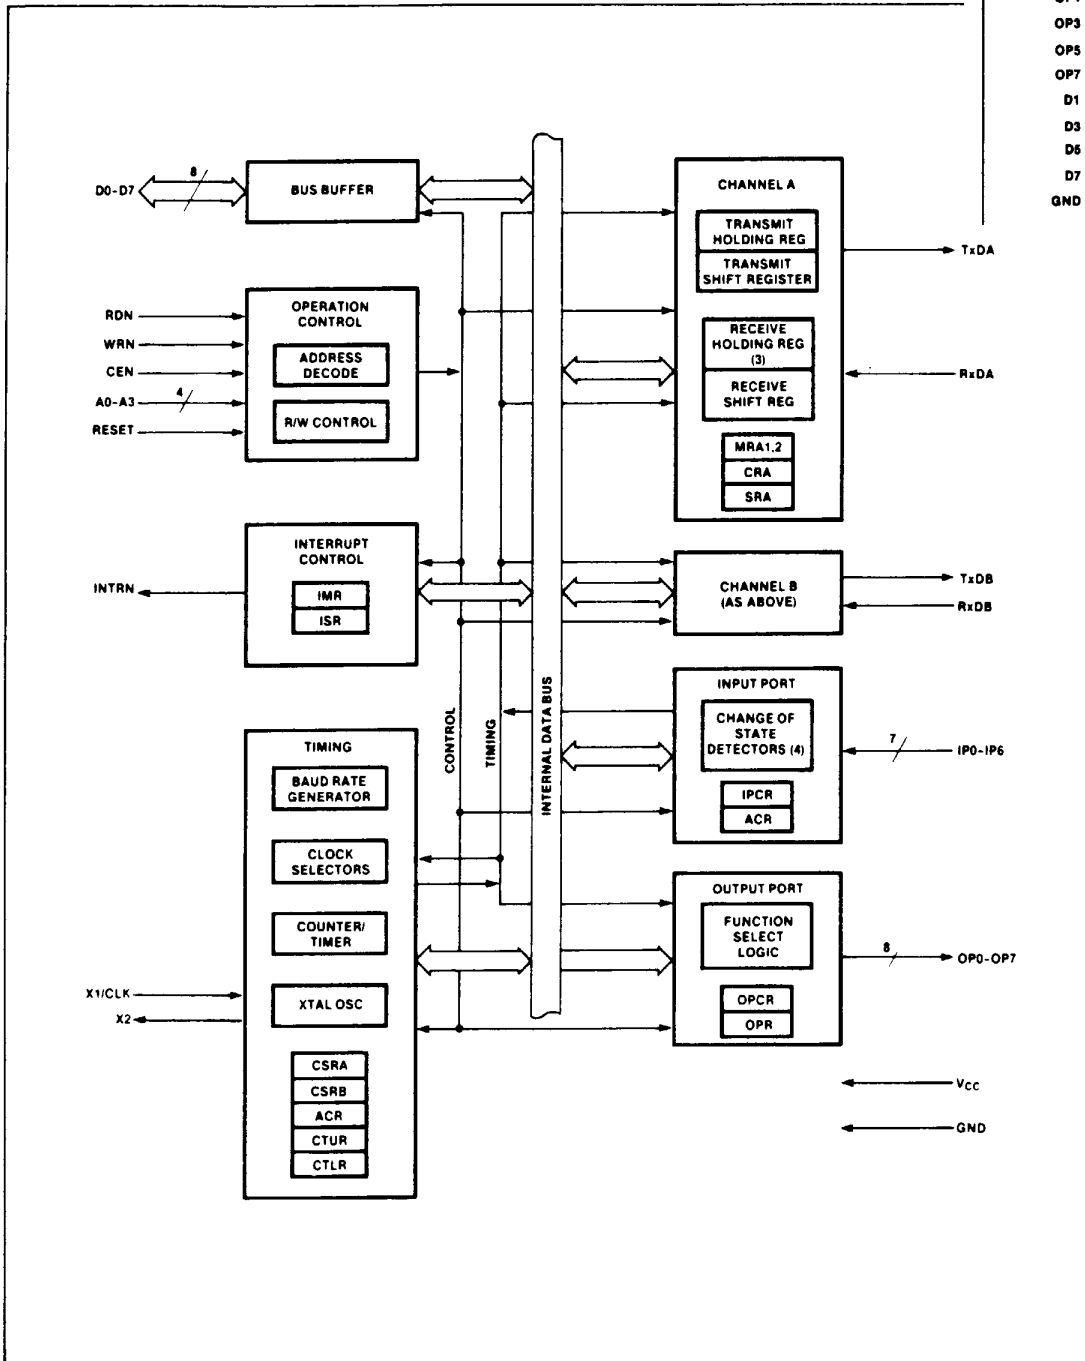 OP3
OP5
OP7
D1
D3
D5
D7
GND
D0-D7
8
BUS BUFFER
RDN
WRN
CEN
A0-A3
4
RESET
OPERATION
CONTROL
ADDRESS
DECODE
R/W CONTROL
INTRN
INTERRUPT
CONTROL
IMR
ISR
TIMING
BAUD RATE
GENERATOR
CLOCK
SELECTORS
COUNTER/
TIMER
XTAL OSC
X1/CLK
X2
CSRA
CSRB
ACR
CTUR
CTLR
CONTROL
TIMING
INTERNAL DATA BUS
CHANNEL A
TRANSMIT
HOLDING REG
TRANSMIT
SHIFT REGISTER
RECEIVE
HOLDING REG
(3)
RECEIVE
SHIFT REG
MRA1,2
CRA
SRA
TxDA
RxDA
CHANNEL B
(AS ABOVE)
TxDB
RxDB
INPUT PORT
CHANGE OF
STATE
DETECTORS (4)
IPCR
ACR
7
IP0-IP6
OUTPUT PORT
FUNCTION
SELECT
LOGIC
OPCR
OPR
8
OP0-OP7
VCC
GND